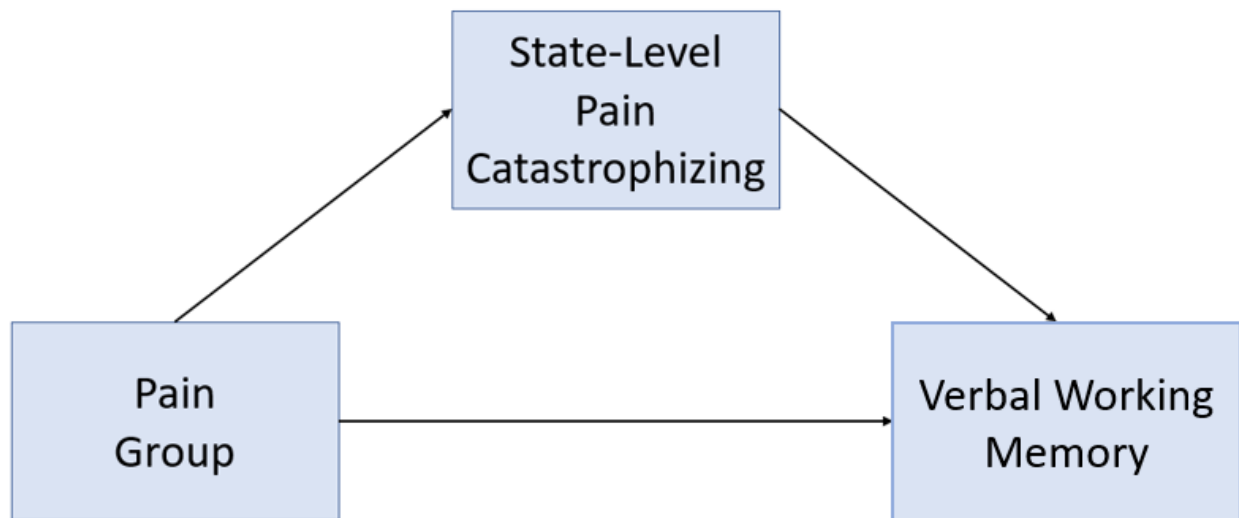 State-Level
Pain
Catastrophizing
Pain
Group
Verbal Working
Memory